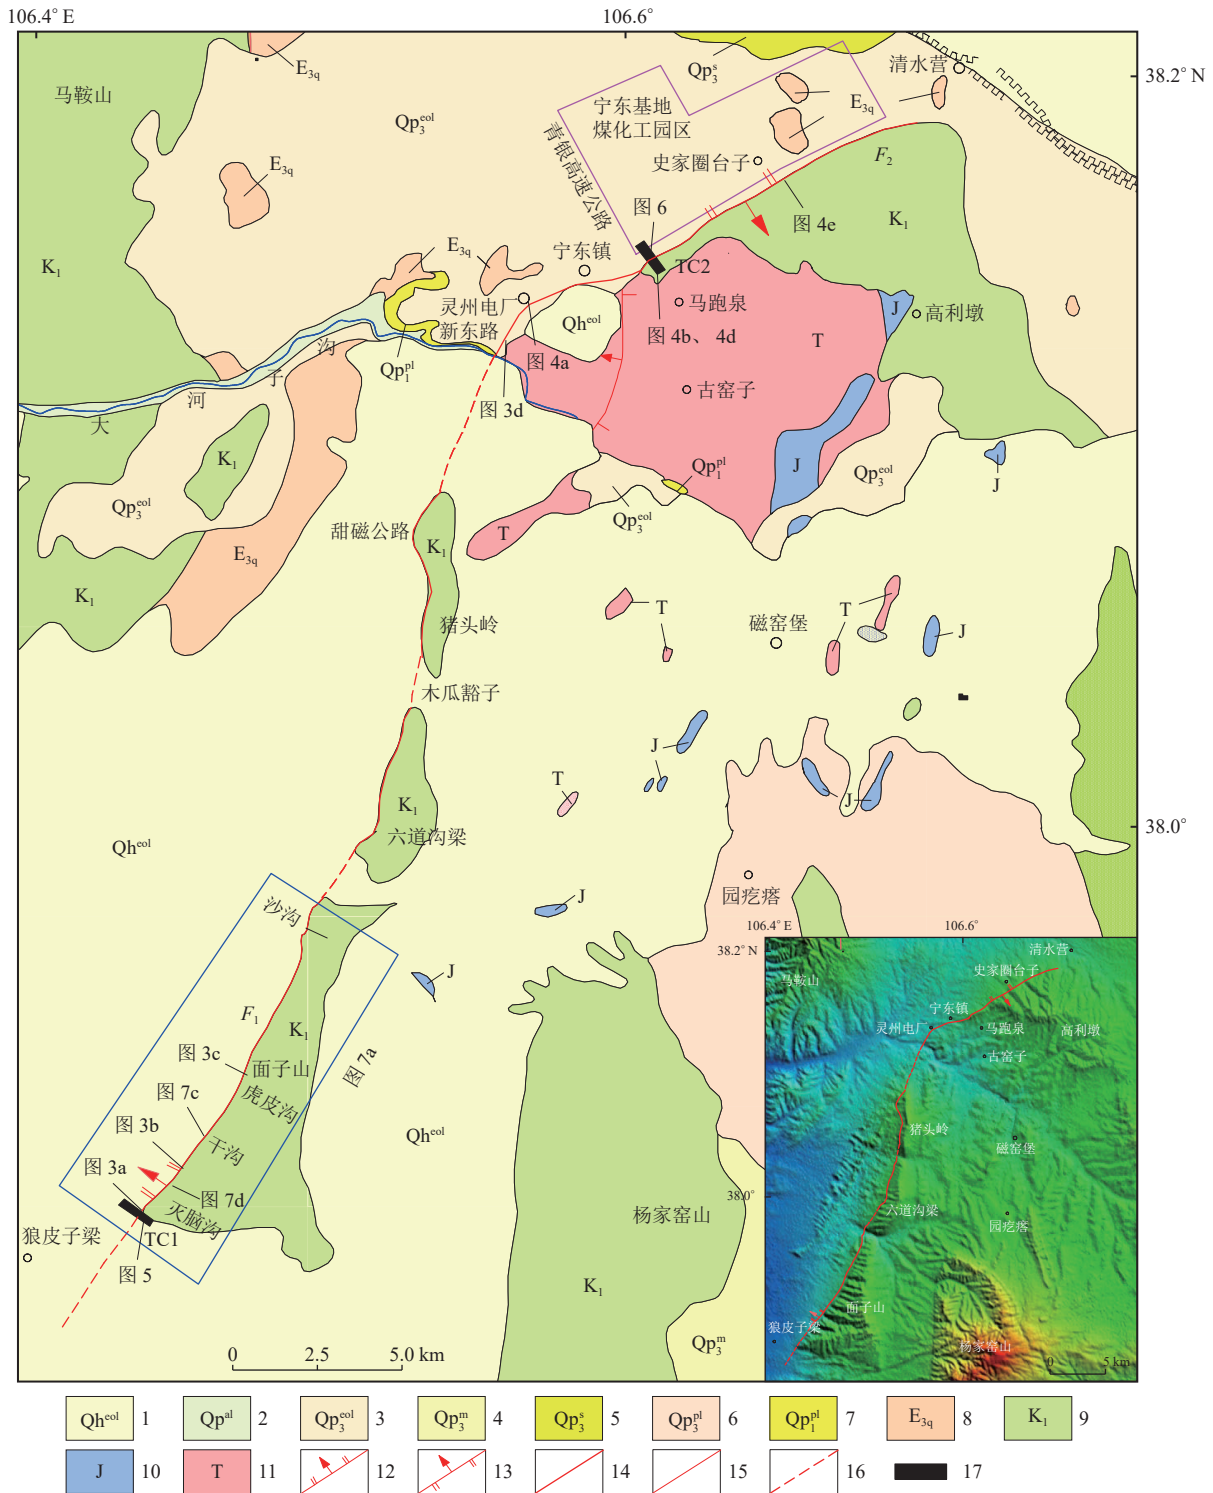 106.4° E
106.6°
38.2° N
38.0°
马鞍山
E₃q
Qp₃ᵉᵒˡ
Qp₃ˢ
清水营
宁东基地
煤化工园区
E₃q
青银高速公路
史家圈台子
F₂
E₃q
图 6
图 4e
K₁
K₁
E₃q
宁东镇
TC2
灵州电厂
新东路
Qhᵉᵒˡ
马跑泉
J
高利墩
图 4b、 4d
T
沟
子
河
大
Qp₁ᵖˡ
图 4a
图 3d
古窑子
K₁
Qp₃ᵉᵒˡ
Qp₁ᵖˡ
J
Qp₃ᵉᵒˡ
J
甜磁公路
K₁
T
Qp₃ᵉᵒˡ
E₃q
K₁
猪头岭
T
磁窑堡
T
J
木瓜豁子
J
T
J
K₁
六道沟梁
Qhᵉᵒˡ
园疙瘩
J
沙沟
J
F₁
K₁
图 3c
面子山
图 7a
图 7c
虎皮沟
图 3b
干沟
Qhᵉᵒˡ
图 3a
图 7d
灭脑沟
狼皮子梁
TC1
图 5
杨家窑山
K₁
Qp₃ᵐ
0 2.5 5.0 km
106.4° E
106.6°
38.2° N
38.0°
清水营
史家圈台子
马鞍山
宁东镇
灵州电厂
马跑泉
高利墩
古窑子
猪头岭
磁窑堡
六道沟梁
园疙瘩
面子山
狼皮子梁
杨家窑山
0 5 km
Qhᵉᵒˡ 1 Qpᵃˡ 2 Qp₃ᵉᵒˡ 3 Qp₃ᵐ 4 Qp₃ˢ 5 Qp₃ᵖˡ 6 Qp₁ᵖˡ 7 E₃q 8 K₁ 9
J 10 T 11 12 13 14 15 16 17